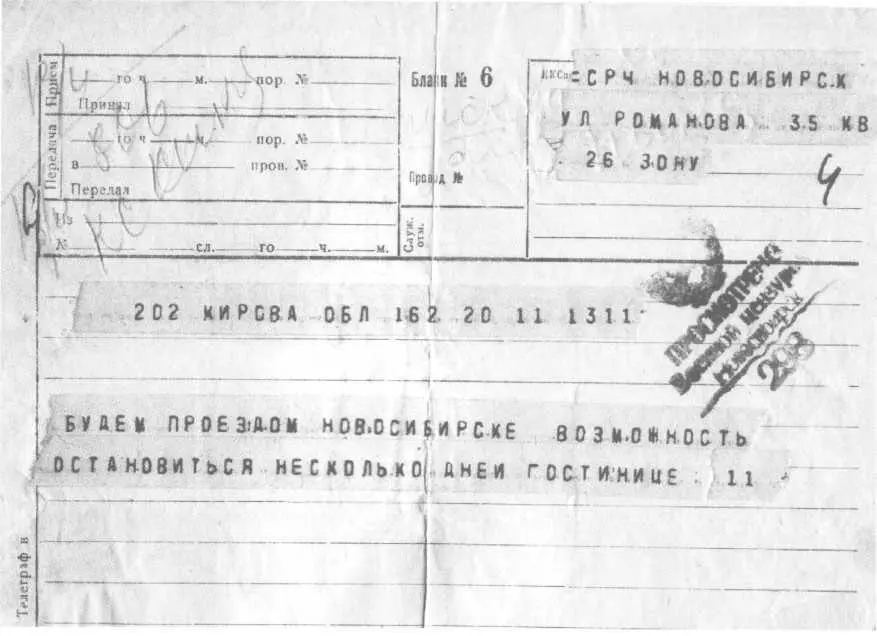 Прием
го ч. м. пор. №
Принял
Передача
го ч. м. пор. №
в пров. №
Передал
Из
№ сл. го ч. м.
Бланк № 6
Провод №
Служ. отм.
=СРЧ НОВОСИБИРСК
УЛ РОМАНОВА 35 КВ
26 ЗОНУ
4
ПРОСМОТРЕНО
Военной Цензурой
203
202 КИРОВА ОБЛ 162 20 11 1311
БУДЕМ ПРОЕЗДОМ НОВОСИБИРСКЕ ВОЗМОЖНОСТЬ
ОСТАНОВИТЬСЯ НЕСКОЛЬКО ДНЕИ ГОСТИНИЦЕ 11
Телеграф в